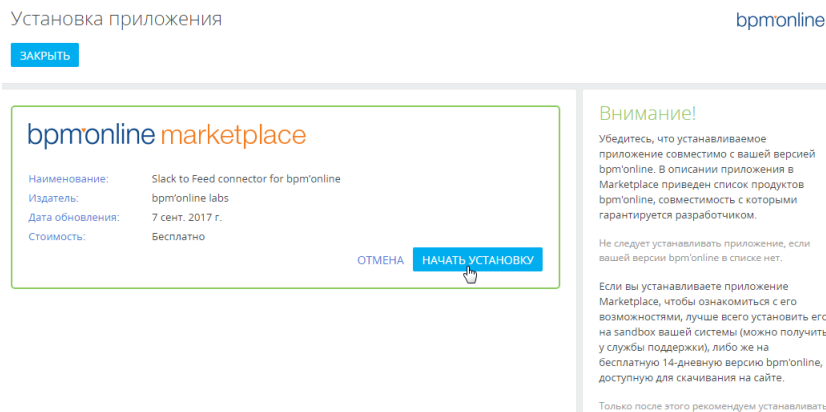 Установка приложения
bpm'online
ЗАКРЫТЬ
bpm'online marketplace
Наименование: Slack to Feed connector for bpm'online
Издатель: bpm'online labs
Дата обновления: 7 сент. 2017 г.
Стоимость: Бесплатно
ОТМЕНА НАЧАТЬ УСТАНОВКУ
Внимание!
Убедитесь, что устанавливаемое
приложение совместимо с вашей версией
bpm'online. В описании приложения в
Marketplace приведен список продуктов
bpm'online, совместимость с которыми
гарантируется разработчиком.
Не следует устанавливать приложение, если
вашей версии bpm'online в списке нет.
Если вы устанавливаете приложение
Marketplace, чтобы ознакомиться с его
возможностями, лучше всего установить его
на sandbox вашей системы (можно получить
у службы поддержки), либо же на
бесплатную 14-дневную версию bpm'online,
доступную для скачивания на сайте.
Только после этого рекомендуем устанавливать